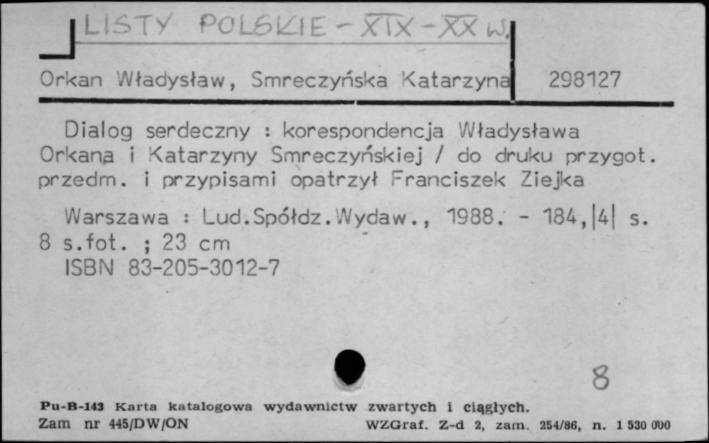 LISTY POLSKIE - XIX - XX w.
Orkan Władysław, Smreczyńska Katarzyna 298127
Dialog serdeczny : korespondencja Władysława
Orkana i Katarzyny Smreczyńskiej / do druku przygot.
przedm. i przypisami opatrzył Franciszek Ziejka
Warszawa : Lud.Spółdz.Wydaw., 1988. - 184,|4| s.
8 s.fot. ; 23 cm
ISBN 83-205-3012-7
8
Pu-B-143 Karta katalogowa wydawnictw zwartych i ciągłych.
Zam nr 445/DW/ON WZGraf. Z-d 2, zam. 254/86, n. 1 530 000